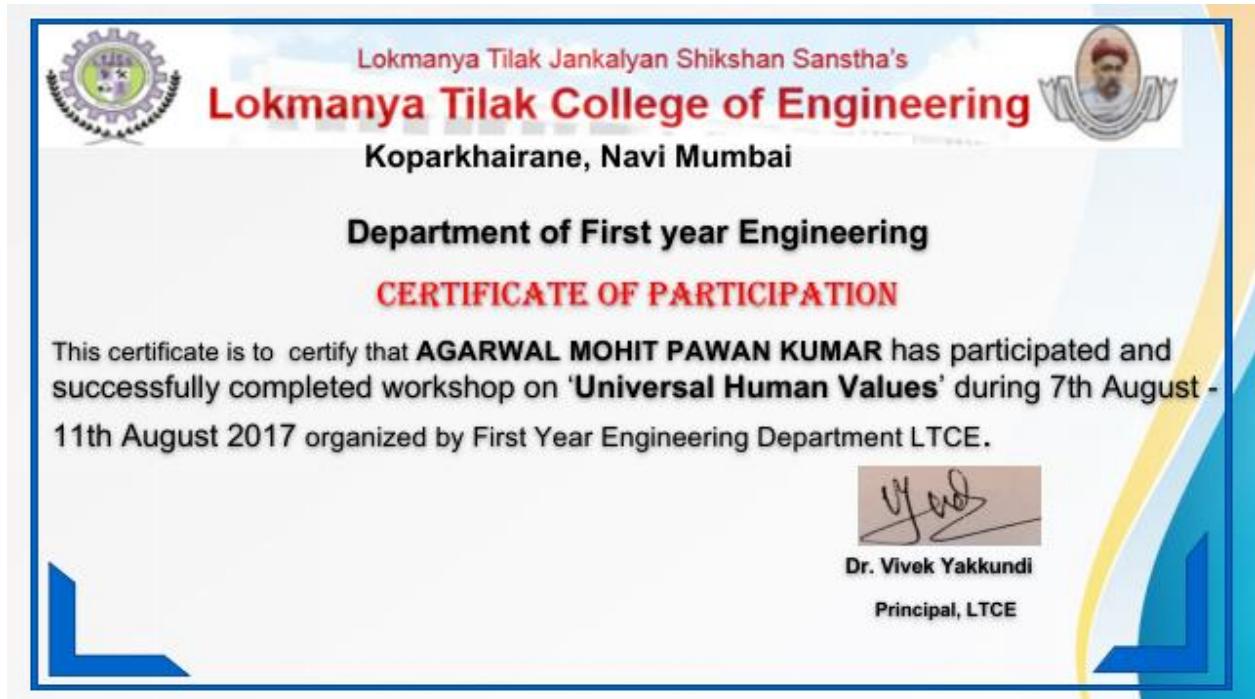 Lokmanya Tilak Jankalyan Shikshan Sanstha's
Lokmanya Tilak College of Engineering
Koparkhairane, Navi Mumbai
Department of First year Engineering
CERTIFICATE OF PARTICIPATION
This certificate is to certify that AGARWAL MOHIT PAWAN KUMAR has participated and
successfully completed workshop on ‘Universal Human Values’ during 7th August -
11th August 2017 organized by First Year Engineering Department LTCE.
Dr. Vivek Yakkundi
Principal, LTCE